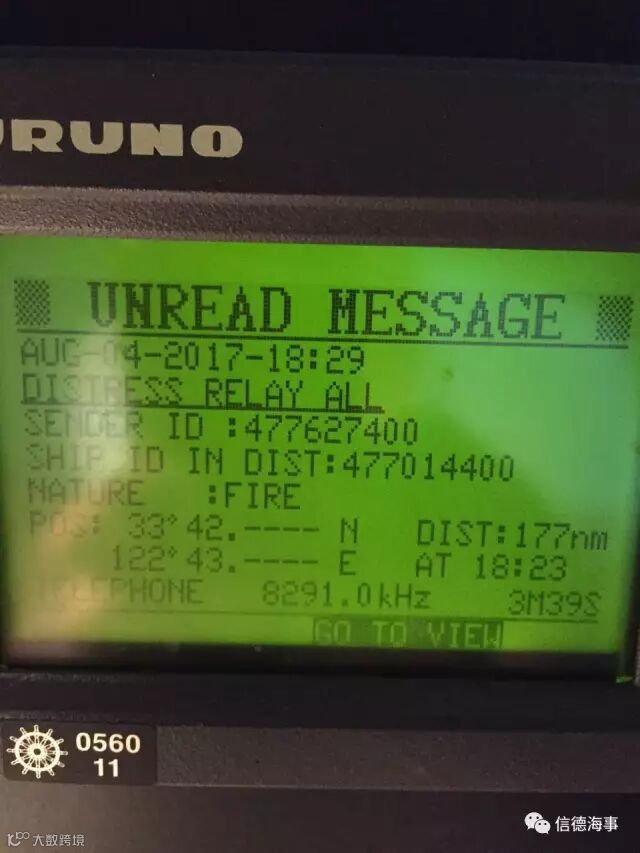 URUNO
UNREAD MESSAGE
AUG-04-2017-18:29
DISTRESS RELAY ALL
SENDER ID :477627400
SHIP ID IN DIST:477014400
NATURE :FIRE
POS: 33°42.---- N DIST:177nm
122°43.---- E AT 18:23
TELEPHONE 8291.0kHz 3M39S
GO TO VIEW
0560
11
信德海事
大数跨境